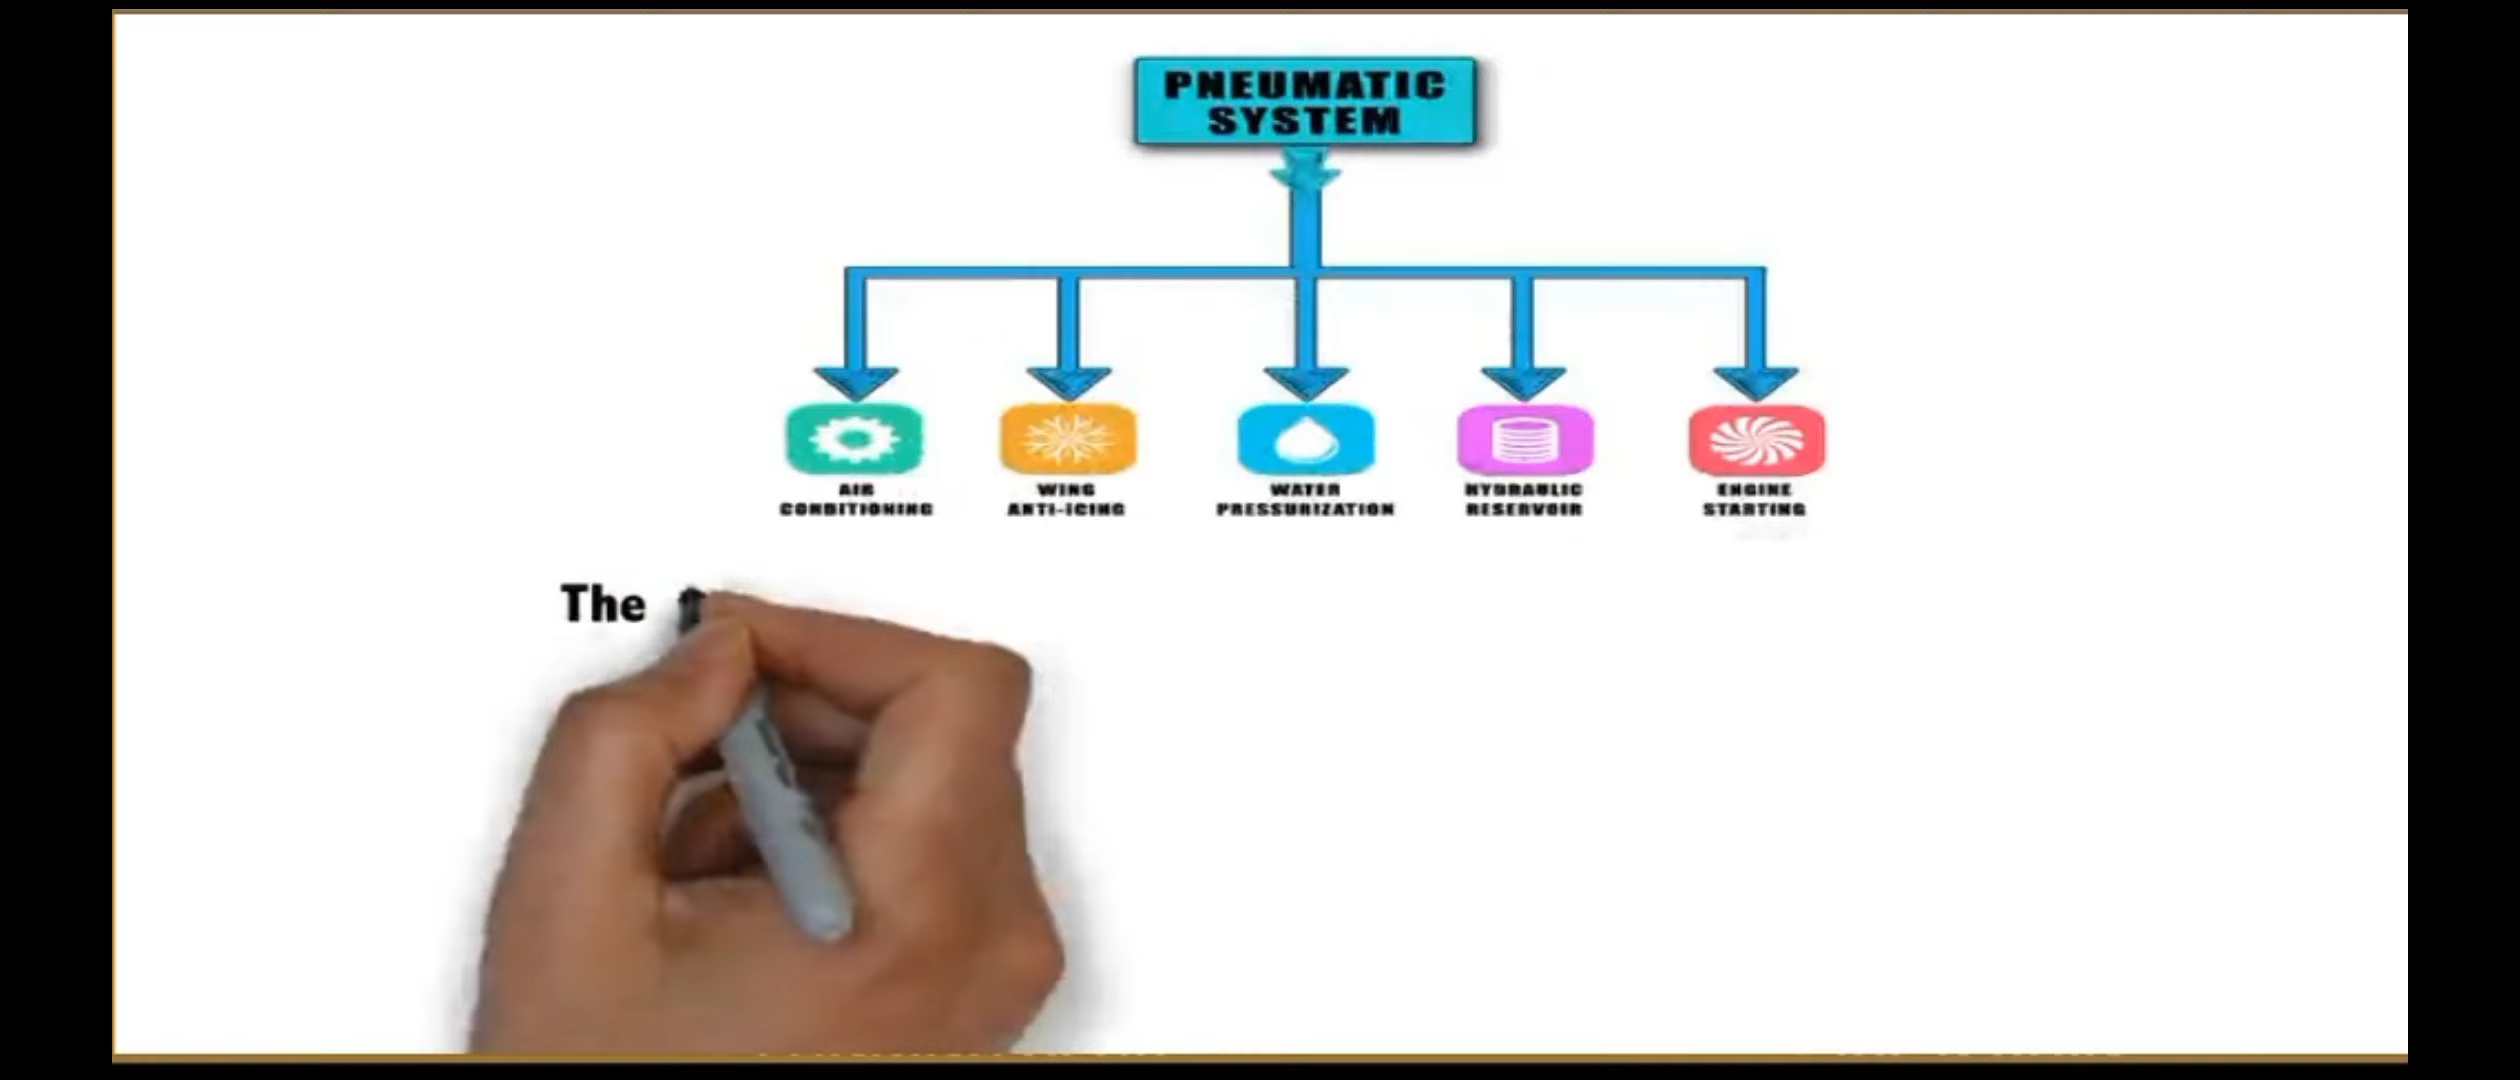 PNEUMATIC
SYSTEM
AIR
CONDITIONING
WING
ANTI-ICING
WATER
PRESSURIZATION
HYDRAULIC
RESERVOIR
ENGINE
STARTING
The